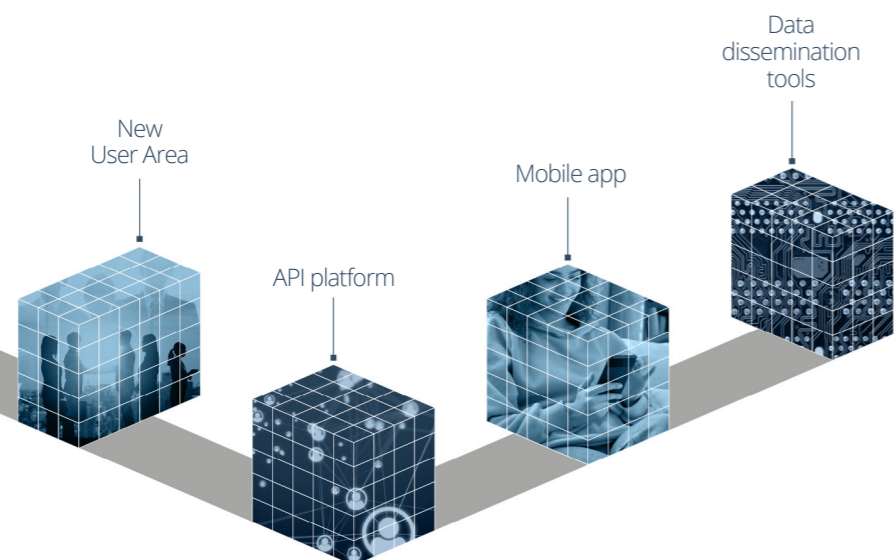 New
User Area
API platform
Mobile app
Data
dissemination
tools